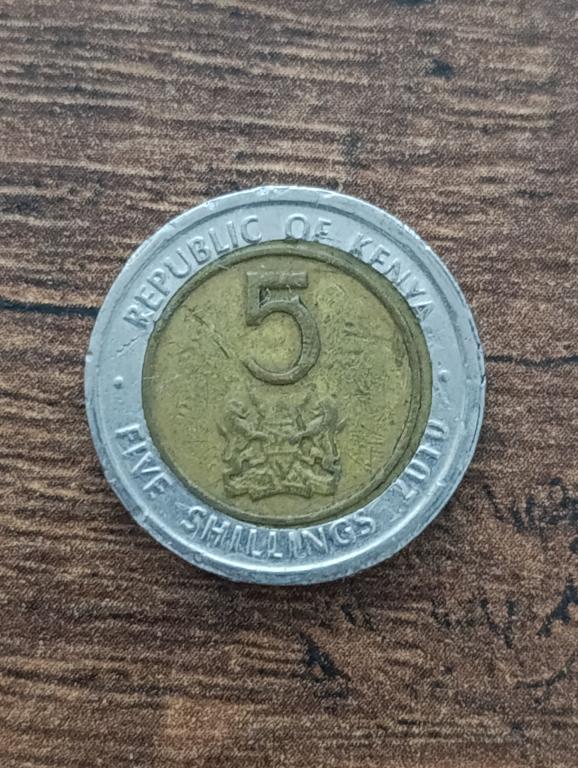 REPUBLIC OF KENYA
5
FIVE SHILLINGS 2010